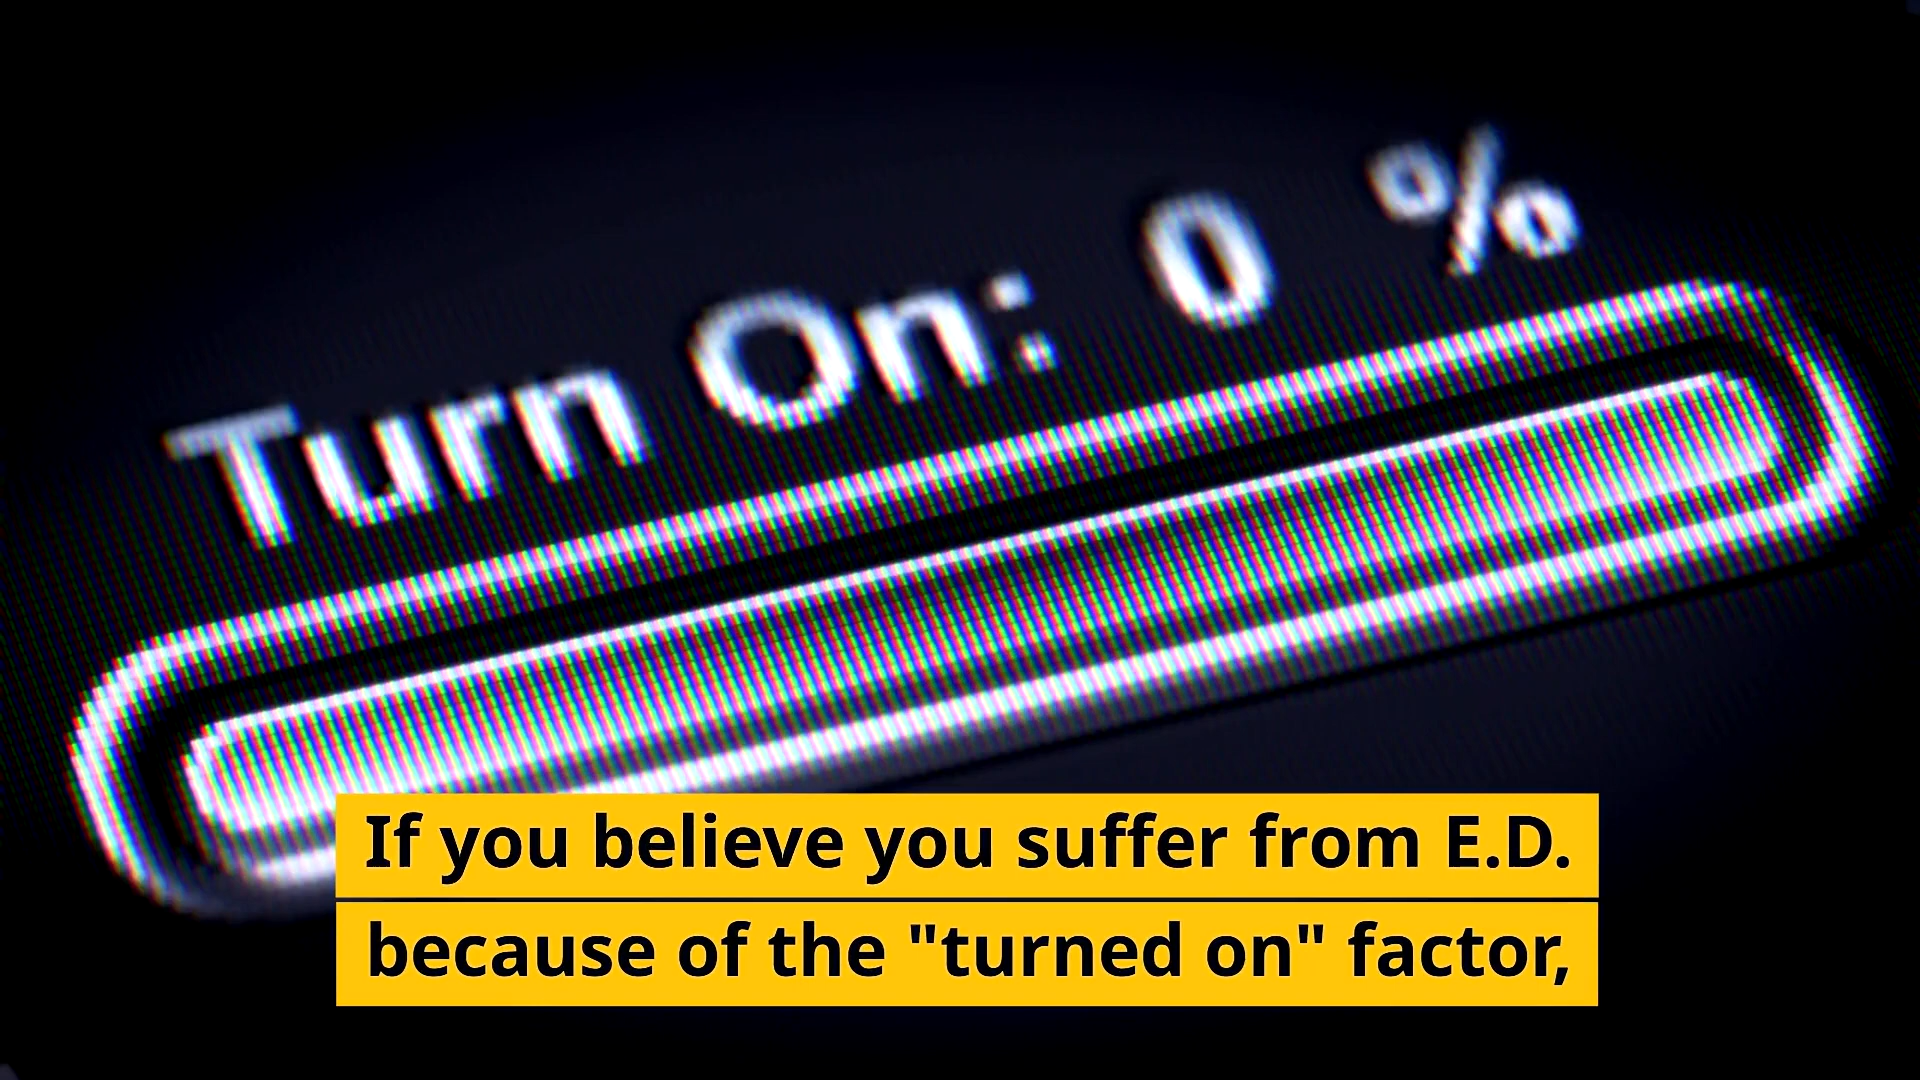 Turn On: 0 %
If you believe you suffer from E.D.
because of the "turned on" factor,